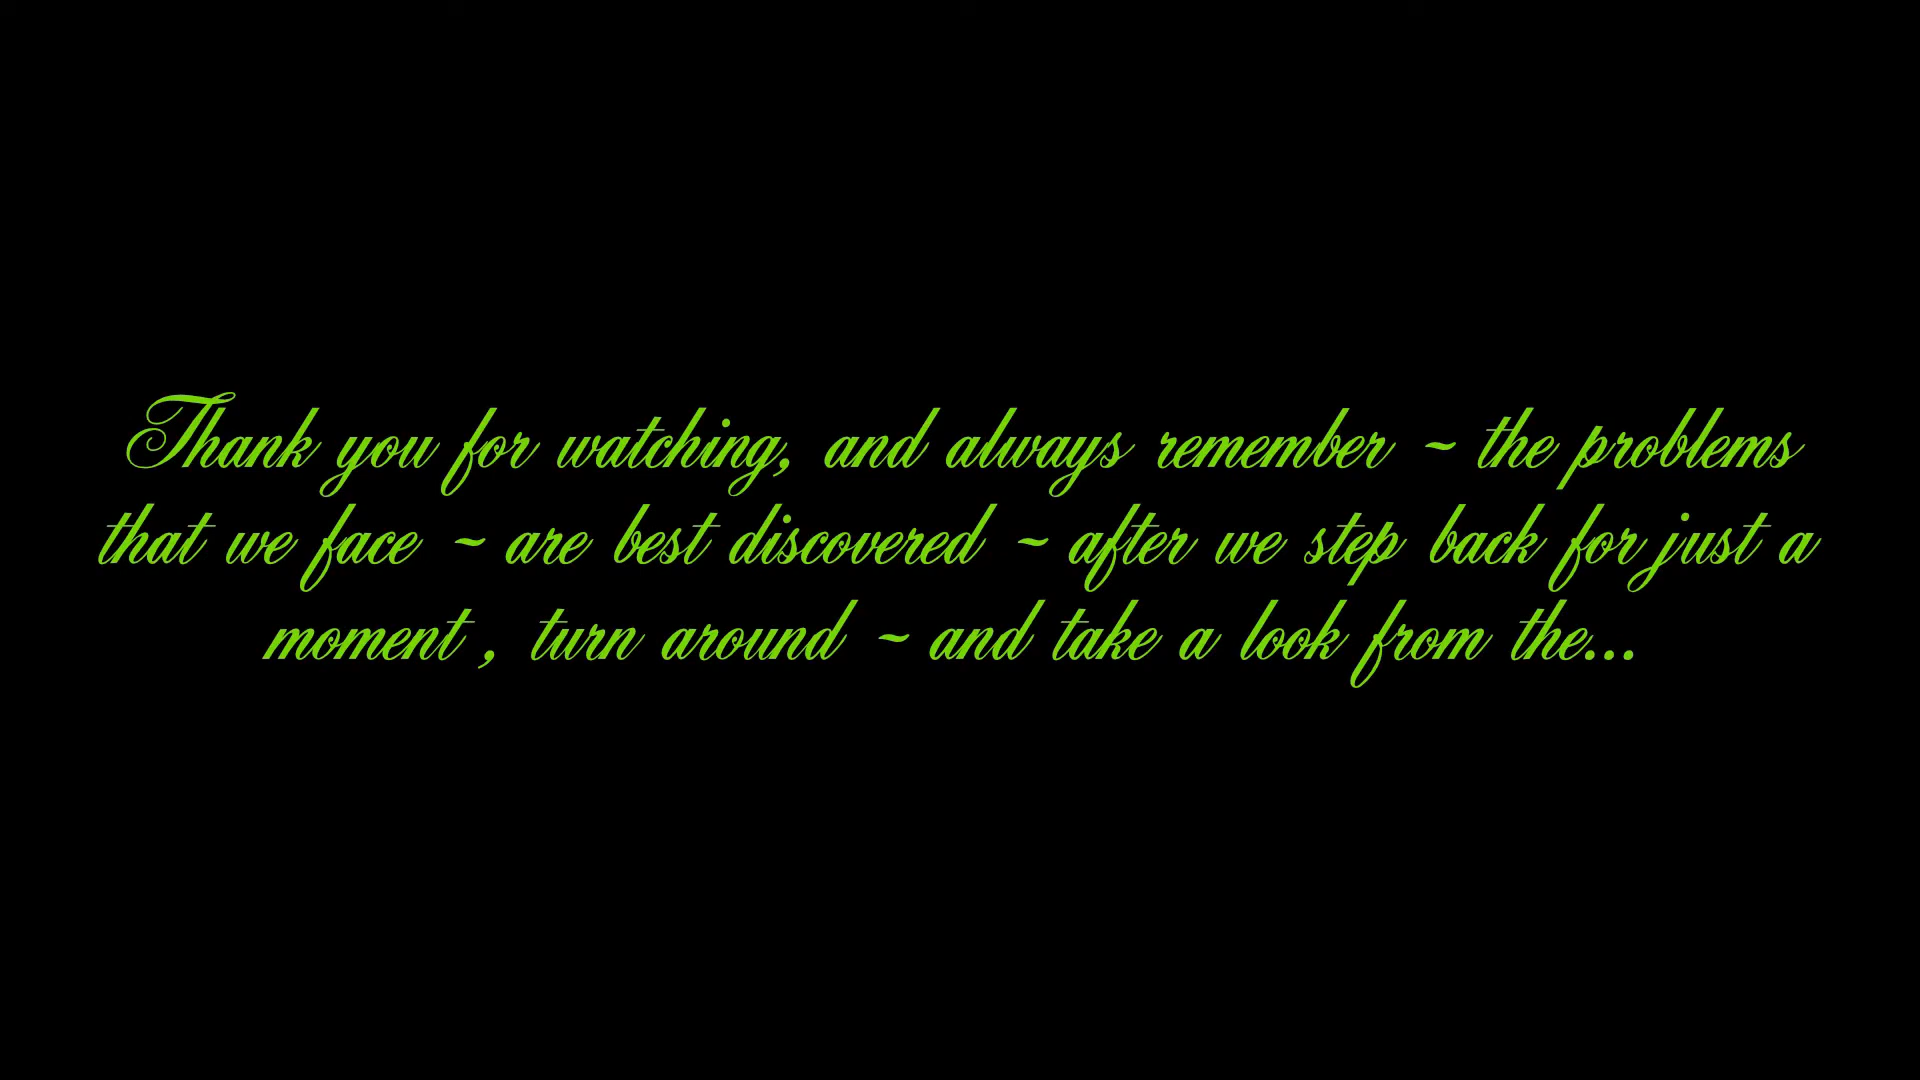 Thank you for watching, and always remember ~ the problems
that we face ~ are best discovered ~ after we step back for just a
moment , turn around ~ and take a look from the...